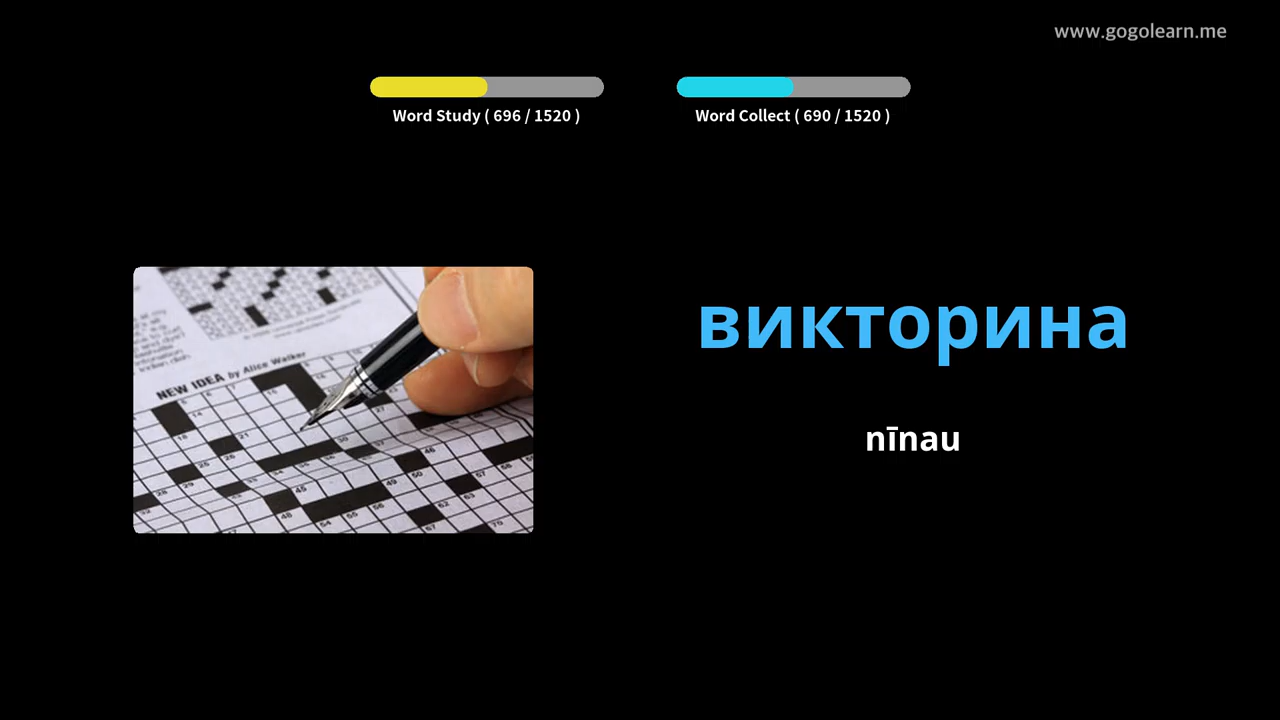 www.gogolearn.me
Word Study ( 696 / 1520 )
Word Collect ( 690 / 1520 )
NEW IDEA by Alice Walker
викторина
nīnau